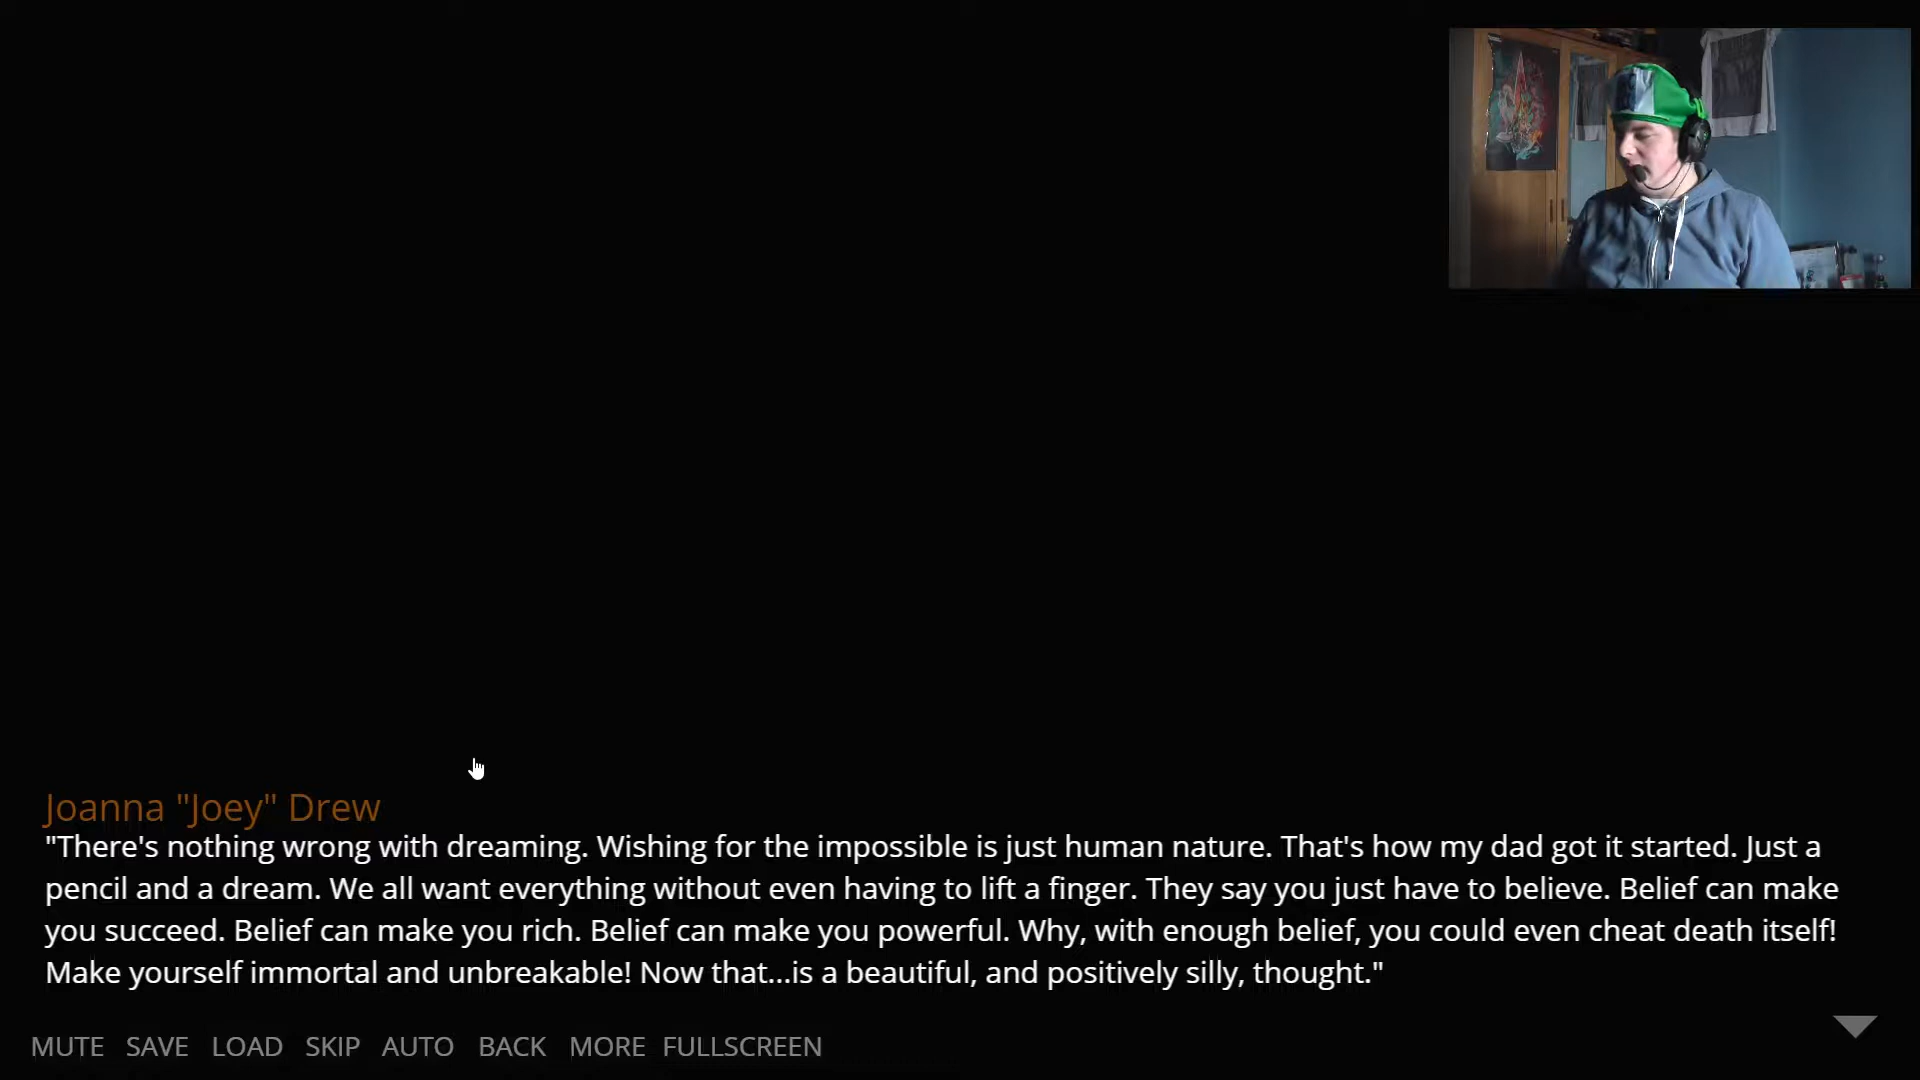 Joanna "Joey" Drew
"There's nothing wrong with dreaming. Wishing for the impossible is just human nature. That's how my dad got it started. Just a
pencil and a dream. We all want everything without even having to lift a finger. They say you just have to believe. Belief can make
you succeed. Belief can make you rich. Belief can make you powerful. Why, with enough belief, you could even cheat death itself!
Make yourself immortal and unbreakable! Now that...is a beautiful, and positively silly, thought."
MUTE SAVE LOAD SKIP AUTO BACK MORE FULLSCREEN